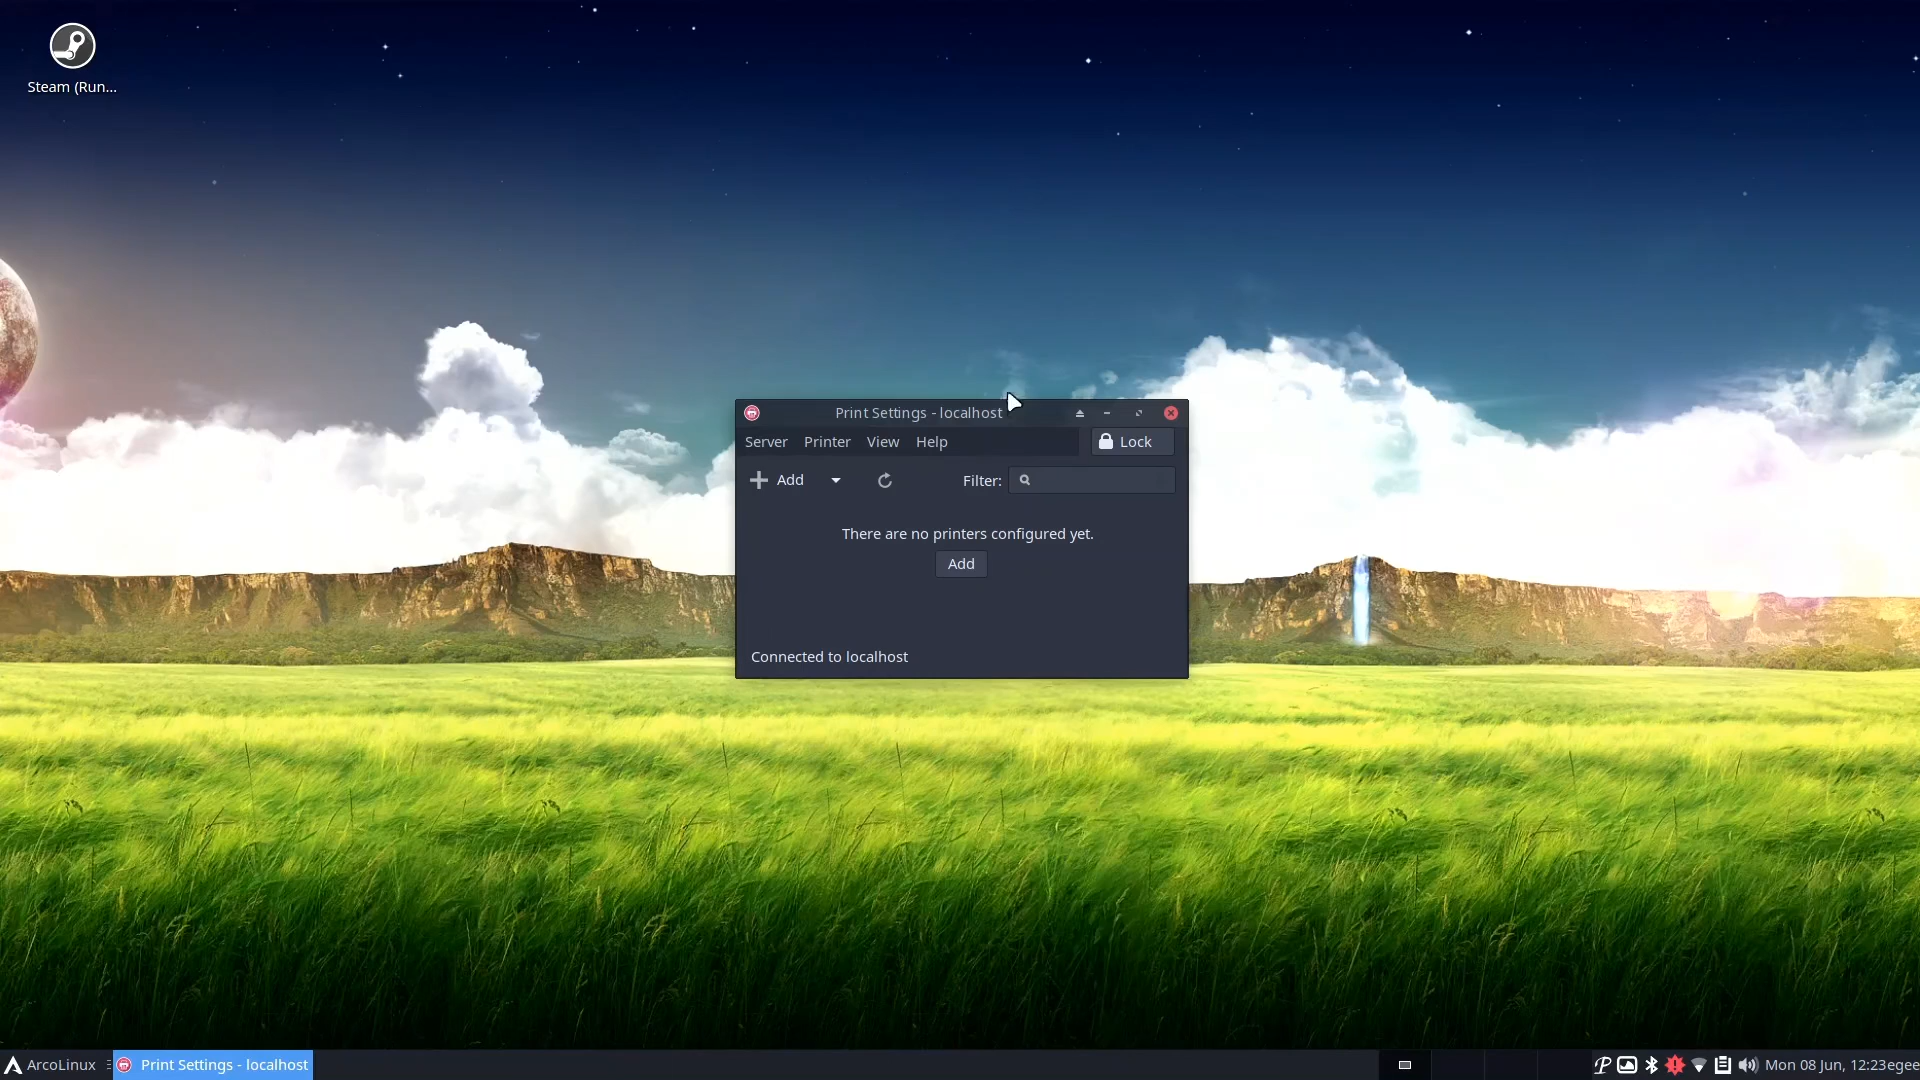 Steam (Run...
Print Settings - localhost
Server Printer View Help Lock
Add Filter:
There are no printers configured yet.
Add
Connected to localhost
ArcoLinux Print Settings - localhost Mon 08 Jun, 12:23egee